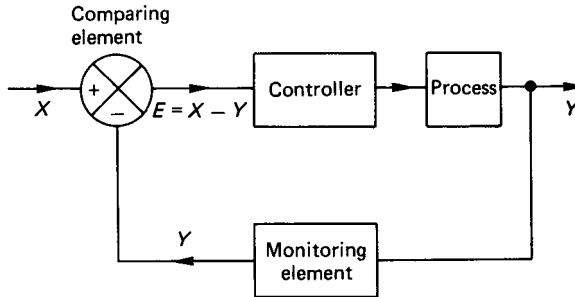 Comparing
element
+
−
X
E = X − Y
Controller
Process
Y
Y
Monitoring
element